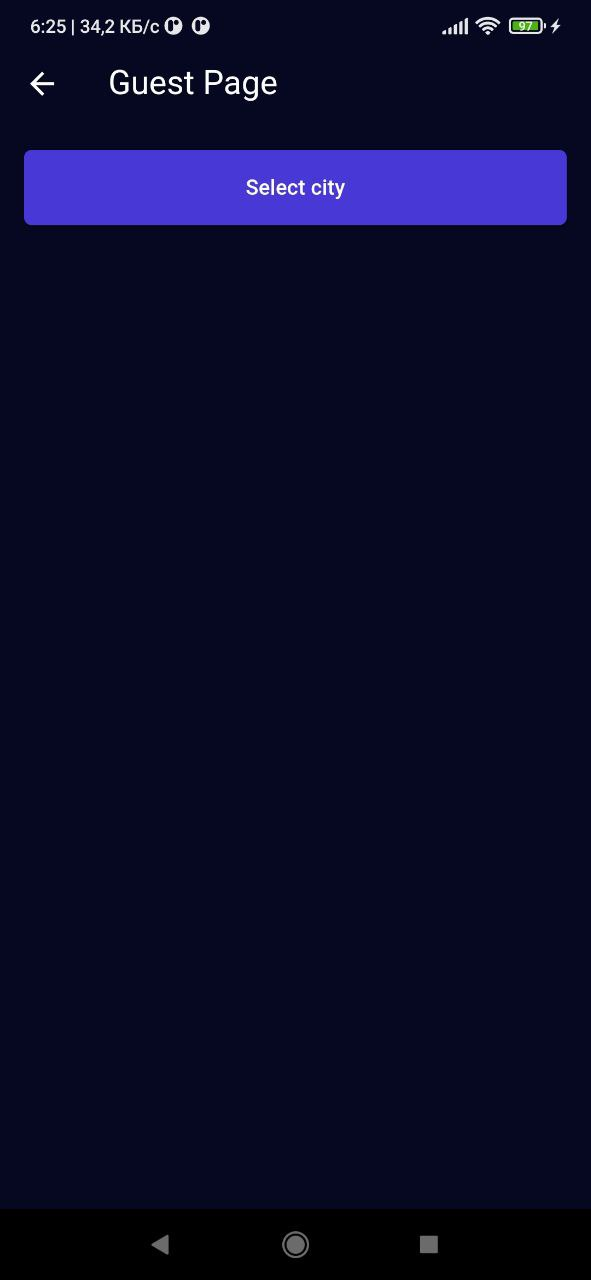 6:25 | 34,2 КБ/с
97
Guest Page
Select city